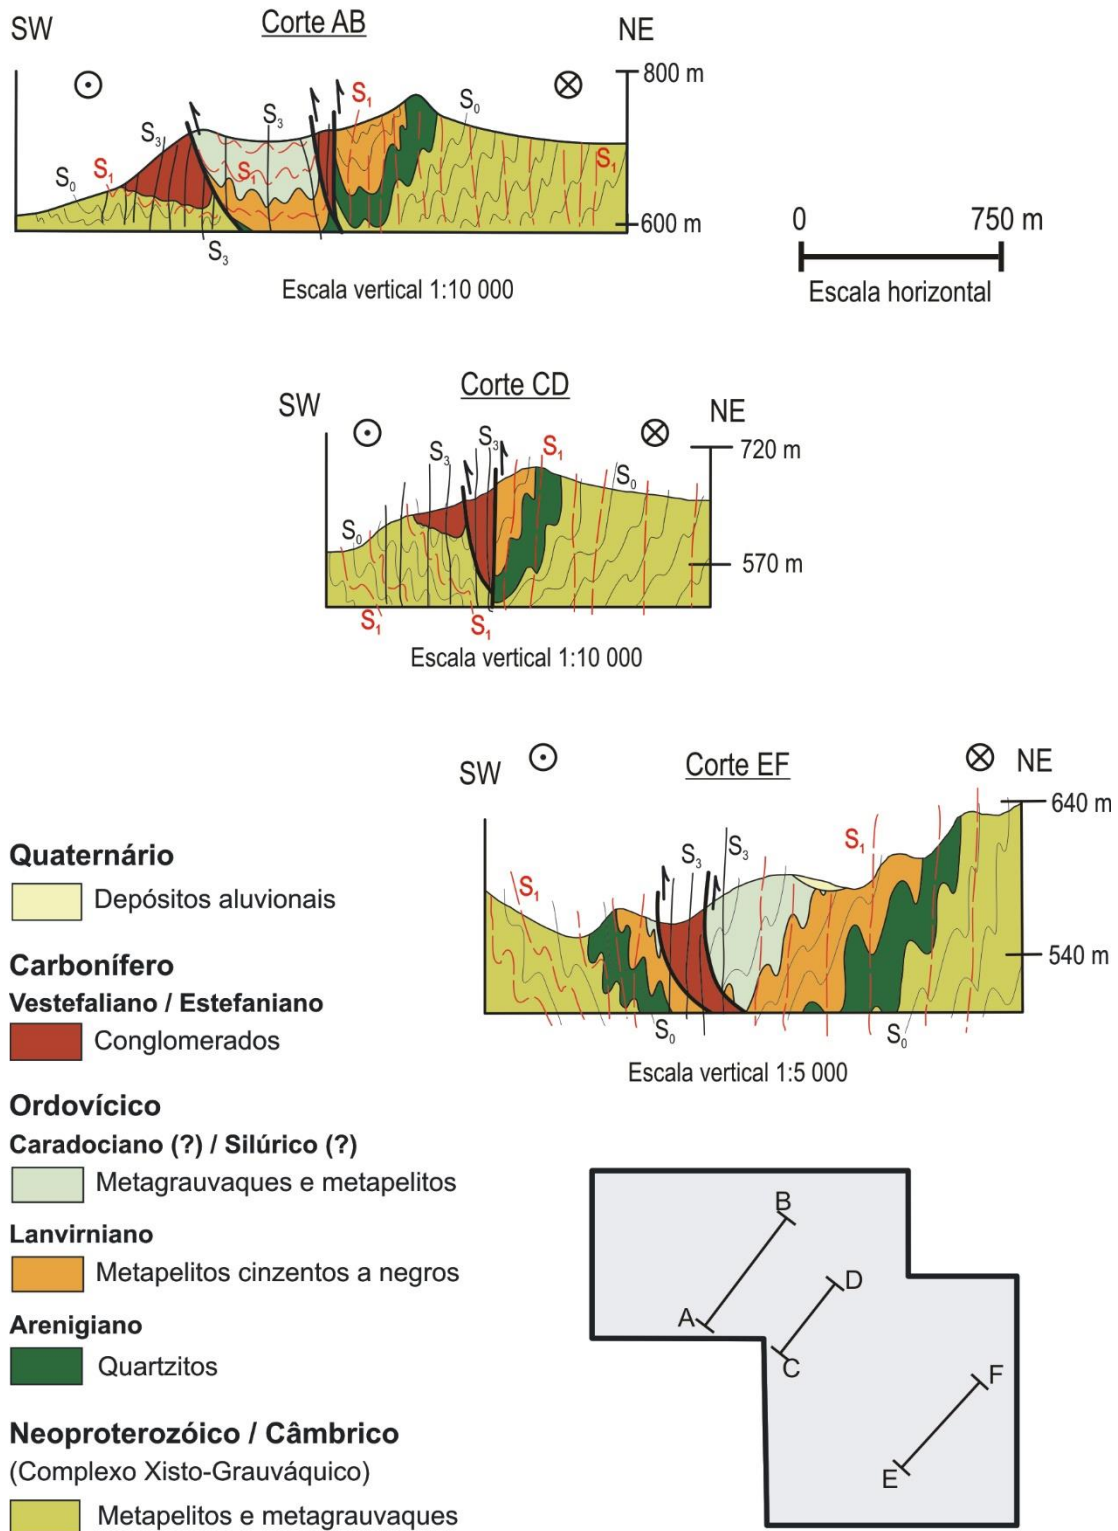 Corte AB
SW
NE
800 m
S₁
S₀
S₃
S₃
S₁
S₁
S₁
S₀
600 m
S₃
Escala vertical 1:10 000
0 750 m
Escala horizontal
Corte CD
SW
NE
720 m
S₃
S₃
S₁
S₀
S₀
570 m
S₁
S₁
Escala vertical 1:10 000
Corte EF
SW
NE
640 m
S₁
S₃
S₃
S₁
540 m
S₀
S₀
Escala vertical 1:5 000
Quaternário
Depósitos aluvionais
Carbonífero
Vestefaliano / Estefaniano
Conglomerados
Ordovícico
Caradociano (?) / Silúrico (?)
Metagrauvaques e metapelitos
Lanvirniano
Metapelitos cinzentos a negros
Arenigiano
Quartzitos
Neoproterozóico / Câmbrico
(Complexo Xisto-Grauváquico)
Metapelitos e metagrauvaques
B
D
A
C
F
E